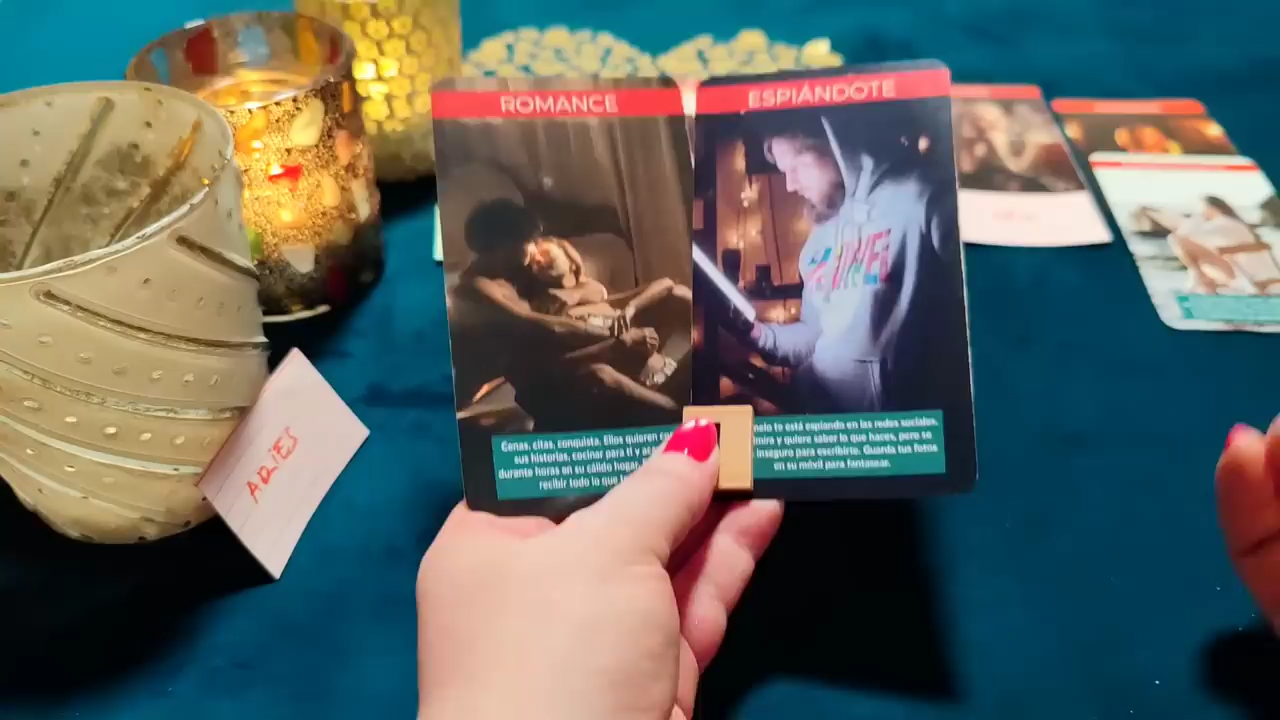 ROMANCE
ESPIÁNDOTE
Cenas, citas, conquista. Ellos quieren
sus historias, cocinar para ti y
durante horas en su cálido hogar,
recibir todo lo que
te está espiando en las redes sociales.
y quiere saber lo que haces, pero se
inseguro para escribirte. Guarda tus fotos
en su móvil para fantasear.
ARIES